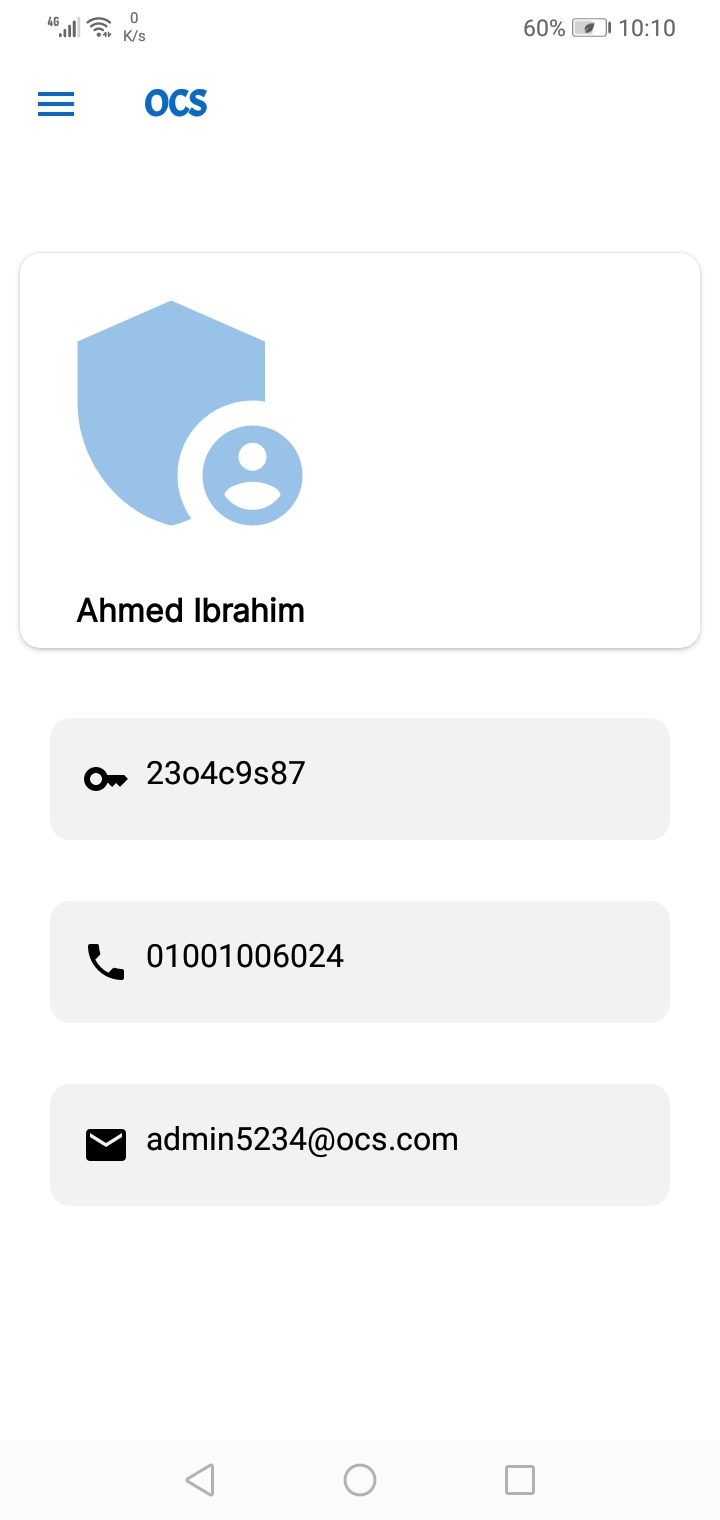 4G 0 K/s 60% 10:10
OCS
Ahmed Ibrahim
23o4c9s87
01001006024
admin5234@ocs.com